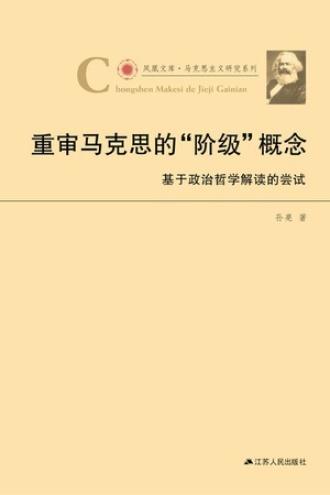 凤凰文库·马克思主义研究系列
Chongshen Makesi de Jieji Gainian
重审马克思的“阶级”概念
基于政治哲学解读的尝试
孙亮 著
江苏人民出版社